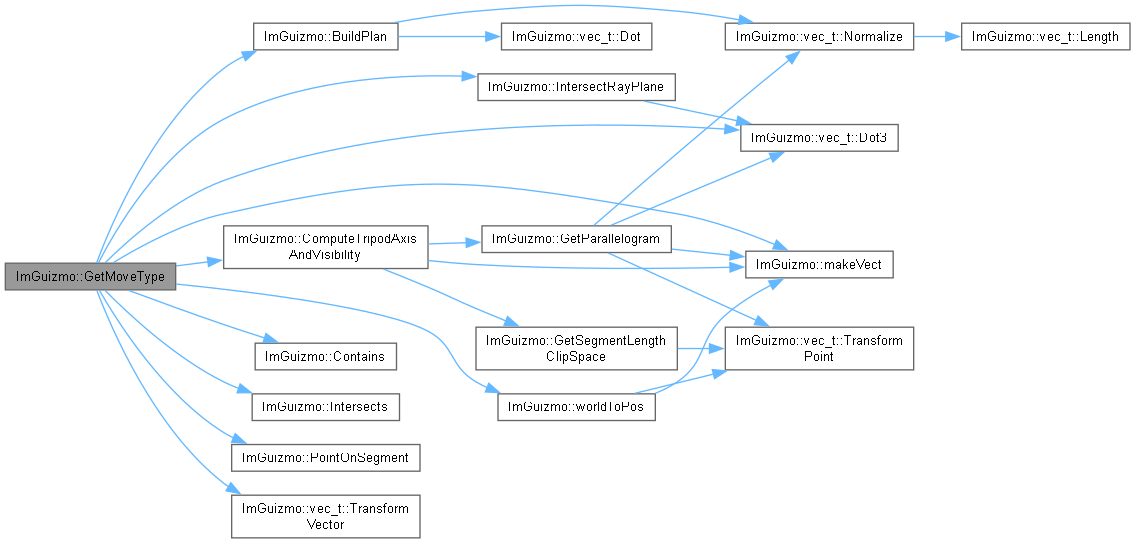 ImGuizmo::BuildPlan
ImGuizmo::vec_t::Dot
ImGuizmo::vec_t::Normalize
ImGuizmo::vec_t::Length
ImGuizmo::IntersectRayPlane
ImGuizmo::vec_t::Dot3
ImGuizmo::ComputeTripodAxis
AndVisibility
ImGuizmo::GetParallelogram
ImGuizmo::makeVect
ImGuizmo::GetMoveType
ImGuizmo::Contains
ImGuizmo::GetSegmentLength
ClipSpace
ImGuizmo::vec_t::Transform
Point
ImGuizmo::Intersects
ImGuizmo::worldToPos
ImGuizmo::PointOnSegment
ImGuizmo::vec_t::Transform
Vector